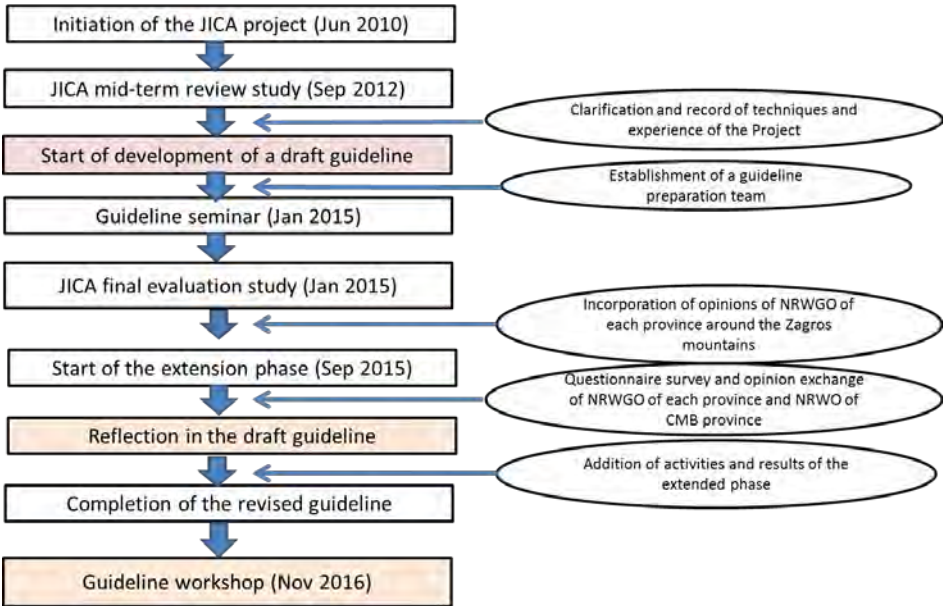 Initiation of the JICA project (Jun 2010)
JICA mid-term review study (Sep 2012)
Clarification and record of techniques and
experience of the Project
Start of development of a draft guideline
Establishment of a guideline
preparation team
Guideline seminar (Jan 2015)
JICA final evaluation study (Jan 2015)
Incorporation of opinions of NRWGO of
each province around the Zagros
mountains
Start of the extension phase (Sep 2015)
Questionnaire survey and opinion exchange
of NRWGO of each province and NRWO of
CMB province
Reflection in the draft guideline
Addition of activities and results of the
extended phase
Completion of the revised guideline
Guideline workshop (Nov 2016)